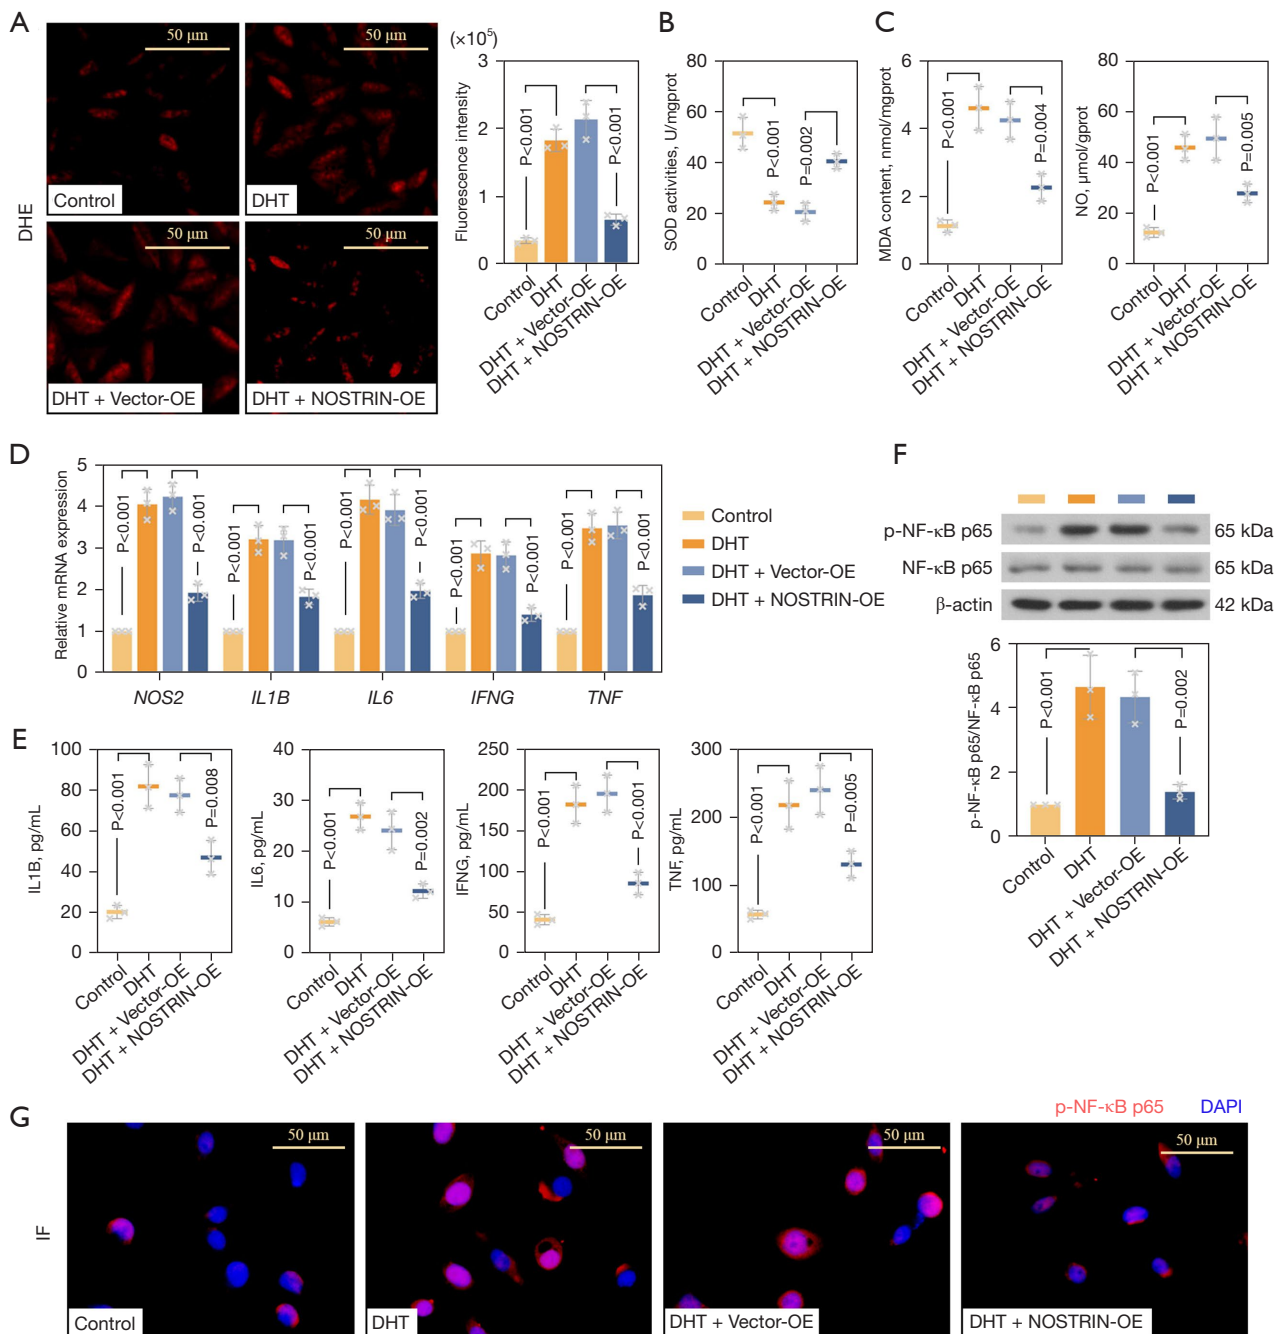 A
DHE
50 μm
Control
50 μm
DHT
50 μm
DHT + Vector-OE
50 μm
DHT + NOSTRIN-OE
(×10⁵)
Fluorescence intensity
3
2
1
0
P<0.001
P<0.001
Control
DHT
DHT + Vector-OE
DHT + NOSTRIN-OE
B
SOD activities, U/mgprot
80
60
40
20
0
P<0.001
P=0.002
Control
DHT
DHT + Vector-OE
DHT + NOSTRIN-OE
C
MDA content, nmol/mgprot
6
4
2
0
P<0.001
P=0.004
Control
DHT
DHT + Vector-OE
DHT + NOSTRIN-OE
NO, μmol/gprot
80
60
40
20
0
P<0.001
P=0.005
Control
DHT
DHT + Vector-OE
DHT + NOSTRIN-OE
D
Relative mRNA expression
5
4
3
2
1
0
P<0.001
P<0.001
P<0.001
P<0.001
P<0.001
P<0.001
P<0.001
P<0.001
P<0.001
P<0.001
NOS2
IL1B
IL6
IFNG
TNF
Control
DHT
DHT + Vector-OE
DHT + NOSTRIN-OE
E
IL1B, pg/mL
100
80
60
40
20
0
P<0.001
P=0.008
Control
DHT
DHT + Vector-OE
DHT + NOSTRIN-OE
IL6, pg/mL
40
30
20
10
0
P<0.001
P=0.002
Control
DHT
DHT + Vector-OE
DHT + NOSTRIN-OE
IFNG, pg/mL
250
200
150
100
50
0
P<0.001
P<0.001
Control
DHT
DHT + Vector-OE
DHT + NOSTRIN-OE
TNF, pg/mL
300
200
100
0
P<0.001
P=0.005
Control
DHT
DHT + Vector-OE
DHT + NOSTRIN-OE
F
p-NF-κB p65
65 kDa
NF-κB p65
65 kDa
β-actin
42 kDa
p-NF-κB p65/NF-κB p65
6
4
2
0
P<0.001
P=0.002
Control
DHT
DHT + Vector-OE
DHT + NOSTRIN-OE
G
p-NF-κB p65 DAPI
IF
50 μm
Control
50 μm
DHT
50 μm
DHT + Vector-OE
50 μm
DHT + NOSTRIN-OE